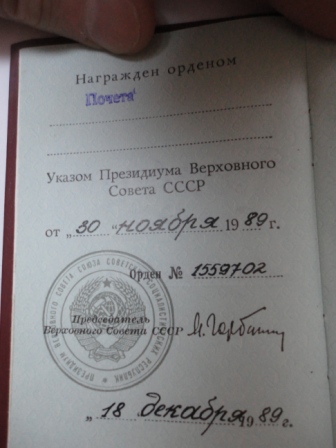 Награжден орденом
Почета
Указом Президиума Верховного
Совета СССР
от „30" ноября 1989 г.
Орден № 1559702
Председатель
Верховного Совета СССР М. Горбачев
„18" декабря 1989 г.